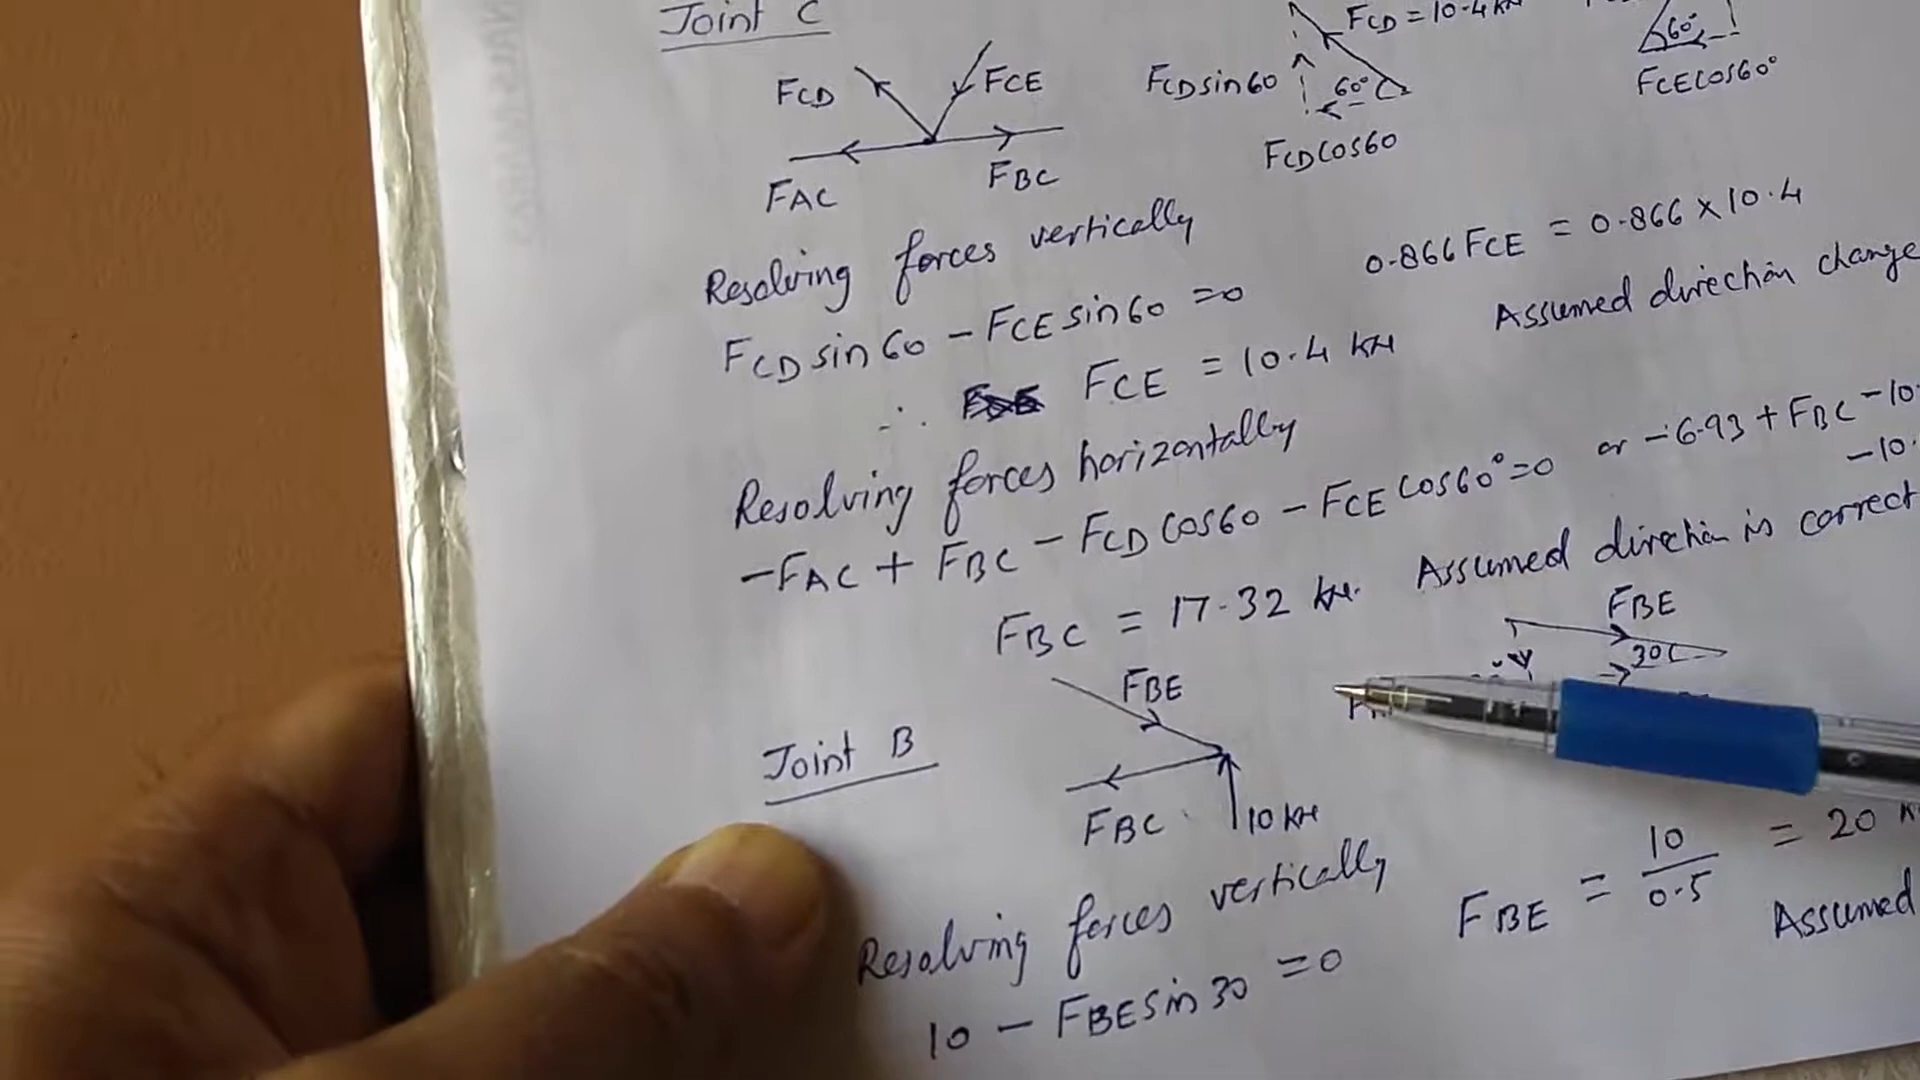 Joint C
FCD = 10.4 kN
60°
FCD
FCE
FCD sin 60
60°
FCE cos 60°
FAC
FBC
FCD cos 60
Resolving forces vertically
0.866 FCE = 0.866 × 10.4
FCD sin 60 - FCE sin 60 = 0
Assumed direction change
∴ FCE = 10.4 kN
Resolving forces horizontally
-FAC + FBC - FCD cos 60 - FCE cos 60° = 0 or -6.93 + FBC - 10.
-10.
FBC = 17.32 kN. Assumed direction is correct
FBE
30
Joint B
FBE
FBC
10 kN
Resolving forces vertically
FBE = 10/0.5 = 20 K
10 - FBE sin 30 = 0
Assumed